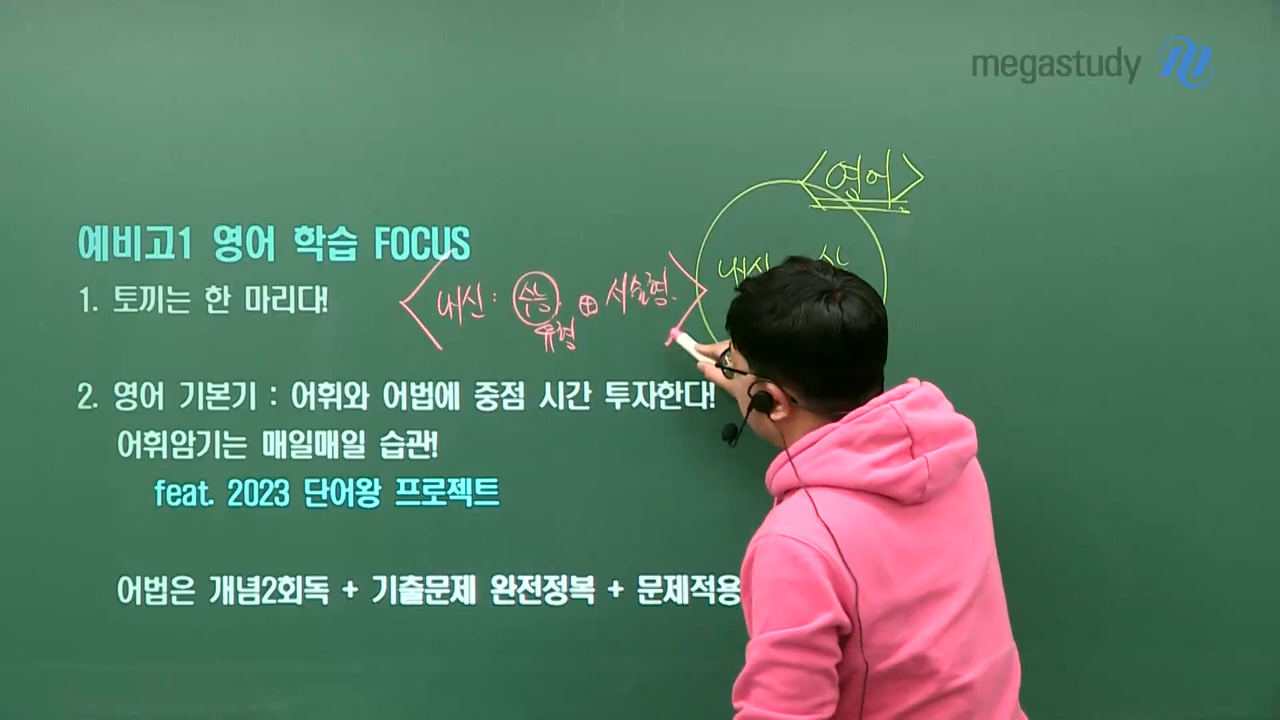 megastudy
<영어>
예비고1 영어 학습 FOCUS
1. 토끼는 한 마리다!
<내신 : 수능 ⊕ 서술형.>
유형
내신
2. 영어 기본기 : 어휘와 어법에 중점 시간 투자한다!
어휘암기는 매일매일 습관!
feat. 2023 단어왕 프로젝트
어법은 개념2회독 + 기출문제 완전정복 + 문제적용